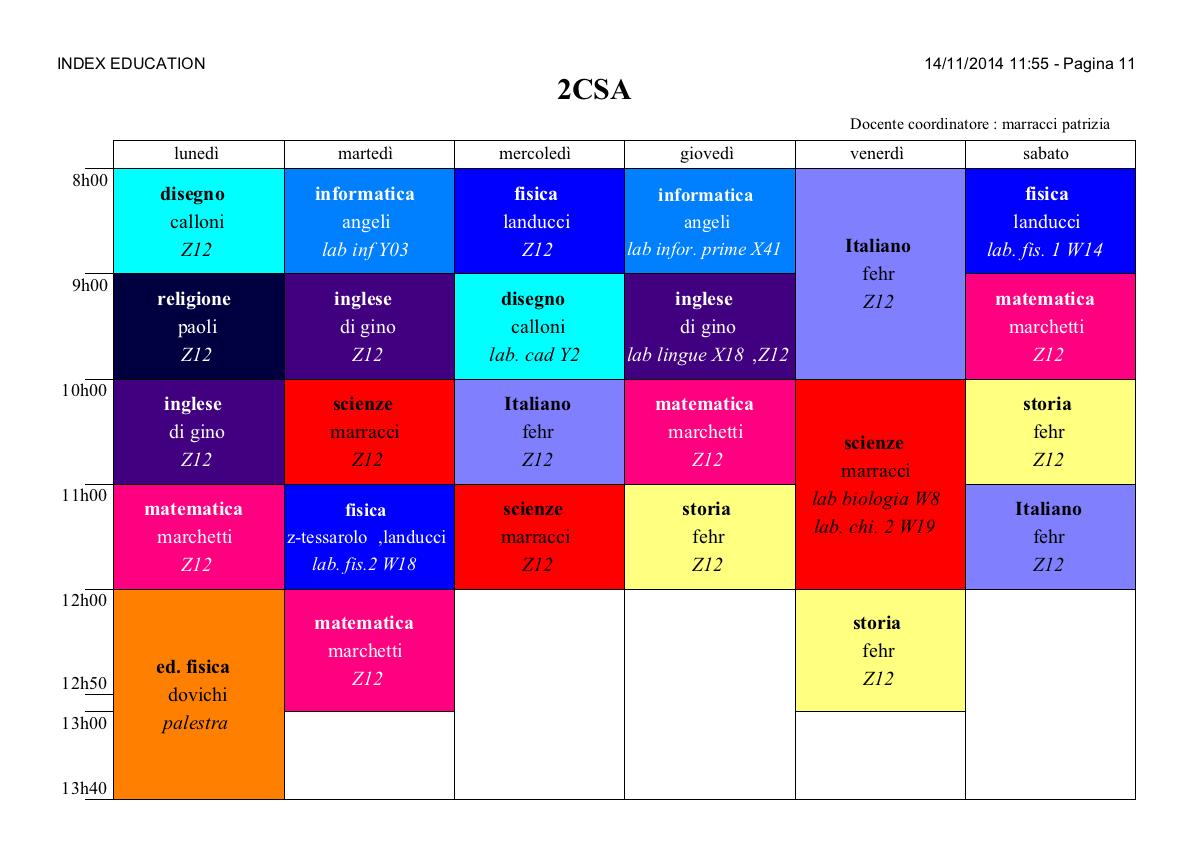 INDEX EDUCATION
14/11/2014 11:55 - Pagina 11
2CSA
Docente coordinatore : marracci patrizia
lunedì
martedì
mercoledì
giovedì
venerdì
sabato
8h00
disegno
calloni
Z12
informatica
angeli
lab inf Y03
fisica
landucci
Z12
informatica
angeli
lab infor. prime X41
Italiano
fehr
Z12
fisica
landucci
lab. fis. 1 W14
9h00
religione
paoli
Z12
inglese
di gino
Z12
disegno
calloni
lab. cad Y2
inglese
di gino
lab lingue X18 ,Z12
matematica
marchetti
Z12
10h00
inglese
di gino
Z12
scienze
marracci
Z12
Italiano
fehr
Z12
matematica
marchetti
Z12
scienze
marracci
lab biologia W8
lab. chi. 2 W19
storia
fehr
Z12
11h00
matematica
marchetti
Z12
fisica
z-tessarolo ,landucci
lab. fis.2 W18
scienze
marracci
Z12
storia
fehr
Z12
Italiano
fehr
Z12
12h00
ed. fisica
dovichi
palestra
matematica
marchetti
Z12
storia
fehr
Z12
12h50
13h00
13h40